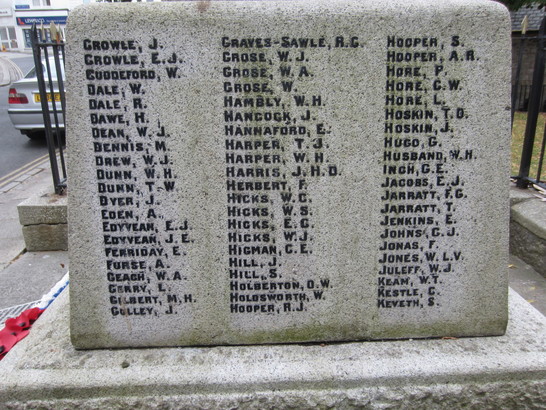 Crowle, J.
Crowle, E.J.
Cudgeford, W.
Dale, W.
Dale, R.
Dawe, H.
Dean, W.J.
Dennis, M.
Drew, W.J.
Dunn, W.H.
Dunn, T.W.
Dyer, J.
Eden, A.
Edyvean, E.J.
Edyvean, J.E.
Ferriday, E.
Furse, A.
Geach, W.A.
Gerry, L.
Gilbert, M.H.
Golley, J.
Graves-Sawle, R.C.
Grose, W.J.
Grose, W.A.
Grose, W.
Hambly, W.H.
Hancock, J.
Hannaford, E.
Harper, T.J.
Harper, W.H.
Harris, J.H.O.
Herbert, F.
Hicks, W.C.
Hicks, W.S.
Hicks, E.C.
Hicks, W.J.
Higman, C.E.
Hill, J.
Hill, S.
Holberton, O.W.
Holdsworth, W.
Hooper, R.J.
Hooper, S.
Hooper, A.R.
Hore, P.
Hore, C.W.
Hore, L.
Hoskin, T.O.
Hoskin, J.
Hugo, G.
Husband, W.H.
Inch, G.E.
Jacobs, E.J.
Jarratt, F.G.
Jarratt, T.
Jenkins, E.
Johns, C.J.
Jonas, F.
Jones, W.L.V.
Juleff, W.J.
Keam, W.T.
Kestle, C.
Keveth, S.